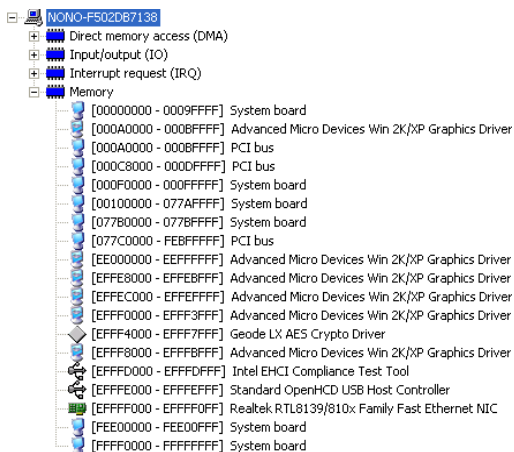 NONO-F502DB7138
Direct memory access (DMA)
Input/output (IO)
Interrupt request (IRQ)
Memory
[00000000 - 0009FFFF] System board
[000A0000 - 000BFFFF] Advanced Micro Devices Win 2K/XP Graphics Driver
[000A0000 - 000BFFFF] PCI bus
[000C8000 - 000DFFFF] PCI bus
[000F0000 - 000FFFFF] System board
[00100000 - 077AFFFF] System board
[077B0000 - 077BFFFF] System board
[077C0000 - FEBFFFFF] PCI bus
[EE000000 - EEFFFFFF] Advanced Micro Devices Win 2K/XP Graphics Driver
[EFFE8000 - EFFEBFFF] Advanced Micro Devices Win 2K/XP Graphics Driver
[EFFEC000 - EFFEFFFF] Advanced Micro Devices Win 2K/XP Graphics Driver
[EFFF0000 - EFFF3FFF] Advanced Micro Devices Win 2K/XP Graphics Driver
[EFFF4000 - EFFF7FFF] Geode LX AES Crypto Driver
[EFFF8000 - EFFFBFFF] Advanced Micro Devices Win 2K/XP Graphics Driver
[EFFFD000 - EFFFDFFF] Intel EHCI Compliance Test Tool
[EFFFE000 - EFFFEFFF] Standard OpenHCD USB Host Controller
[EFFFF000 - EFFFF0FF] Realtek RTL8139/810x Family Fast Ethernet NIC
[FEE00000 - FEE00FFF] System board
[FFFF0000 - FFFFFFFF] System board